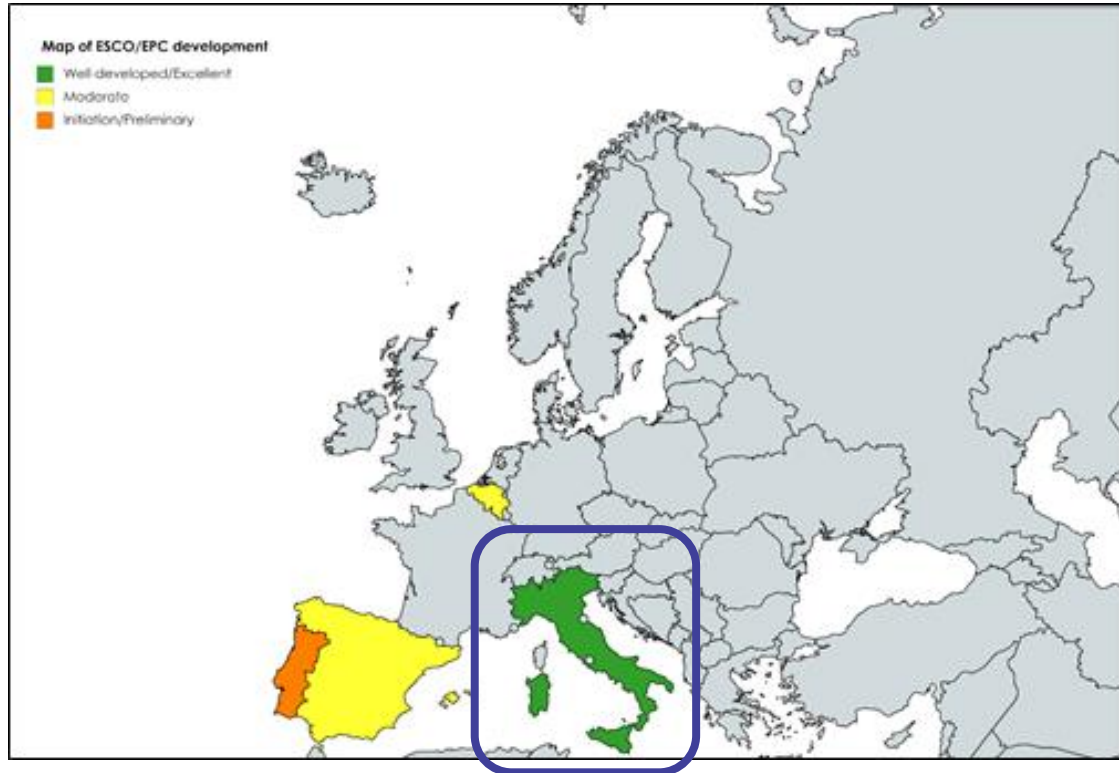 Map of ESCO/EPC development
Well developed/Excellent
Moderate
Initiation/Preliminary